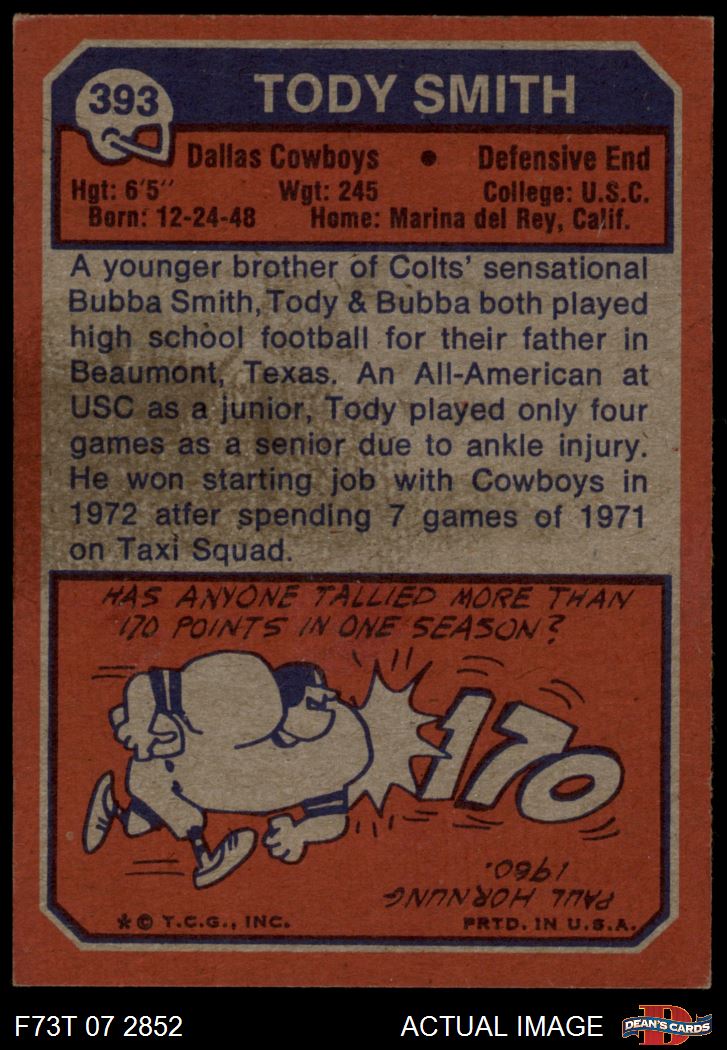 393
TODY SMITH
Dallas Cowboys • Defensive End
Hgt: 6'5" Wgt: 245 College: U.S.C.
Born: 12-24-48 Home: Marina del Rey, Calif.
A younger brother of Colts' sensational
Bubba Smith, Tody & Bubba both played
high school football for their father in
Beaumont, Texas. An All-American at
USC as a junior, Tody played only four
games as a senior due to ankle injury.
He won starting job with Cowboys in
1972 atfer spending 7 games of 1971
on Taxi Squad.
HAS ANYONE TALLIED MORE THAN
170 POINTS IN ONE SEASON?
170
PAUL HORNUNG
1960.
* © T.C.G., INC. PRTD. IN U.S.A.
F73T 07 2852 ACTUAL IMAGE
D
DEAN'S CARDS